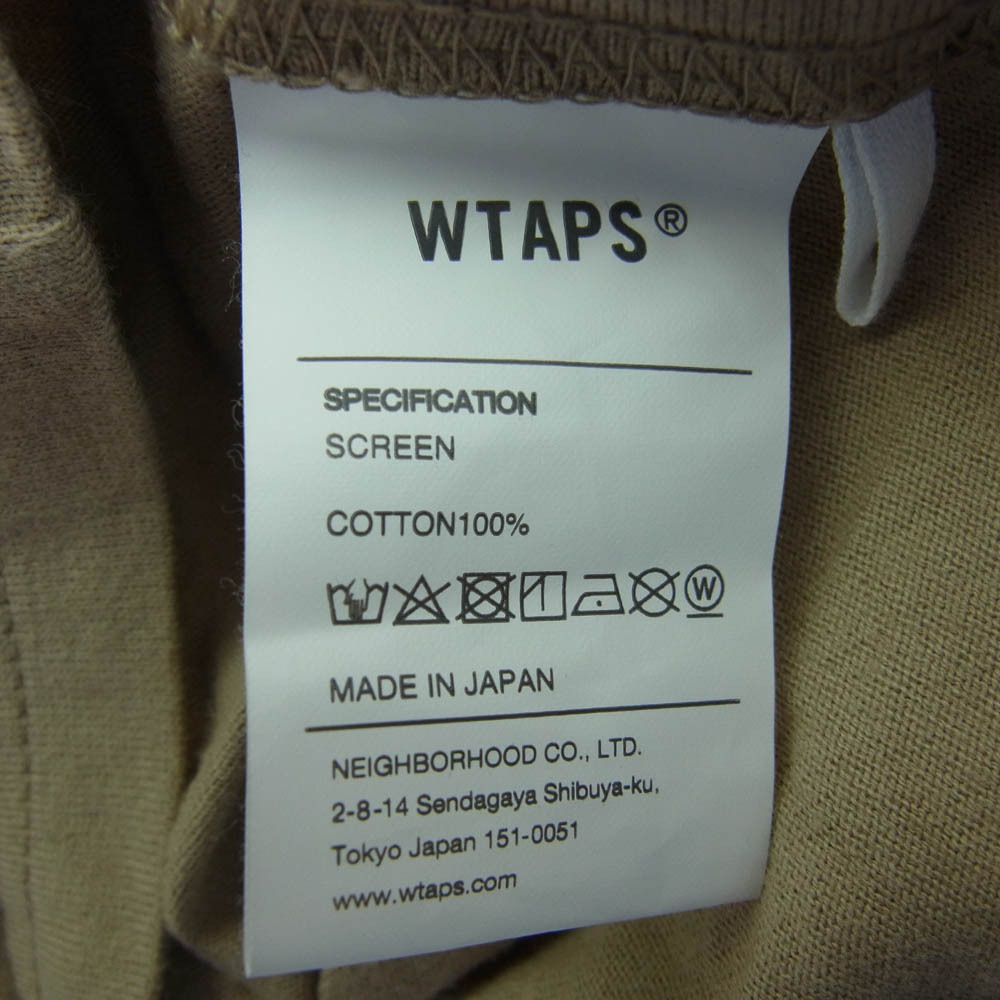 WTAPS®
SPECIFICATION
SCREEN
COTTON100%
W
MADE IN JAPAN
NEIGHBORHOOD CO., LTD.
2-8-14 Sendagaya Shibuya-ku,
Tokyo Japan 151-0051
www.wtaps.com